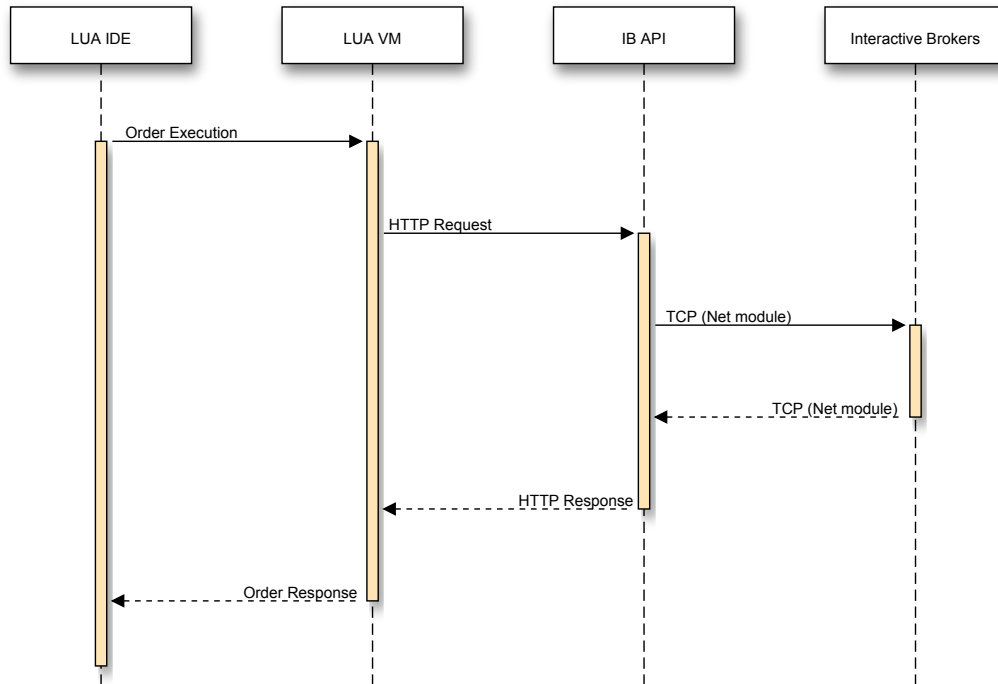 LUA IDE
LUA VM
IB API
Interactive Brokers
Order Execution
HTTP Request
TCP (Net module)
TCP (Net module)
HTTP Response
Order Response